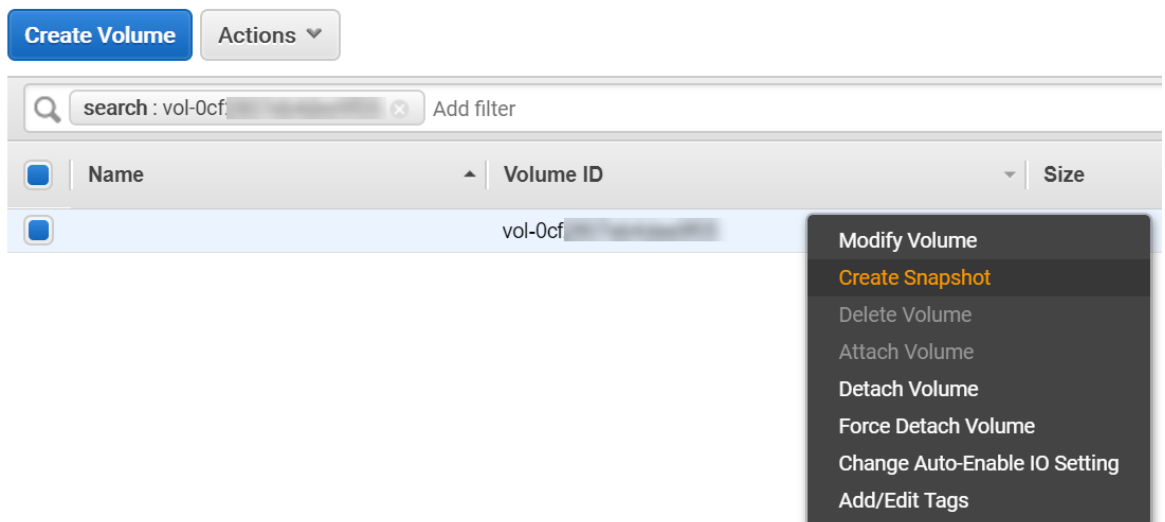 Create Volume Actions
search : vol-0cf Add filter
Name Volume ID Size
vol-0cf
Modify Volume
Create Snapshot
Delete Volume
Attach Volume
Detach Volume
Force Detach Volume
Change Auto-Enable IO Setting
Add/Edit Tags